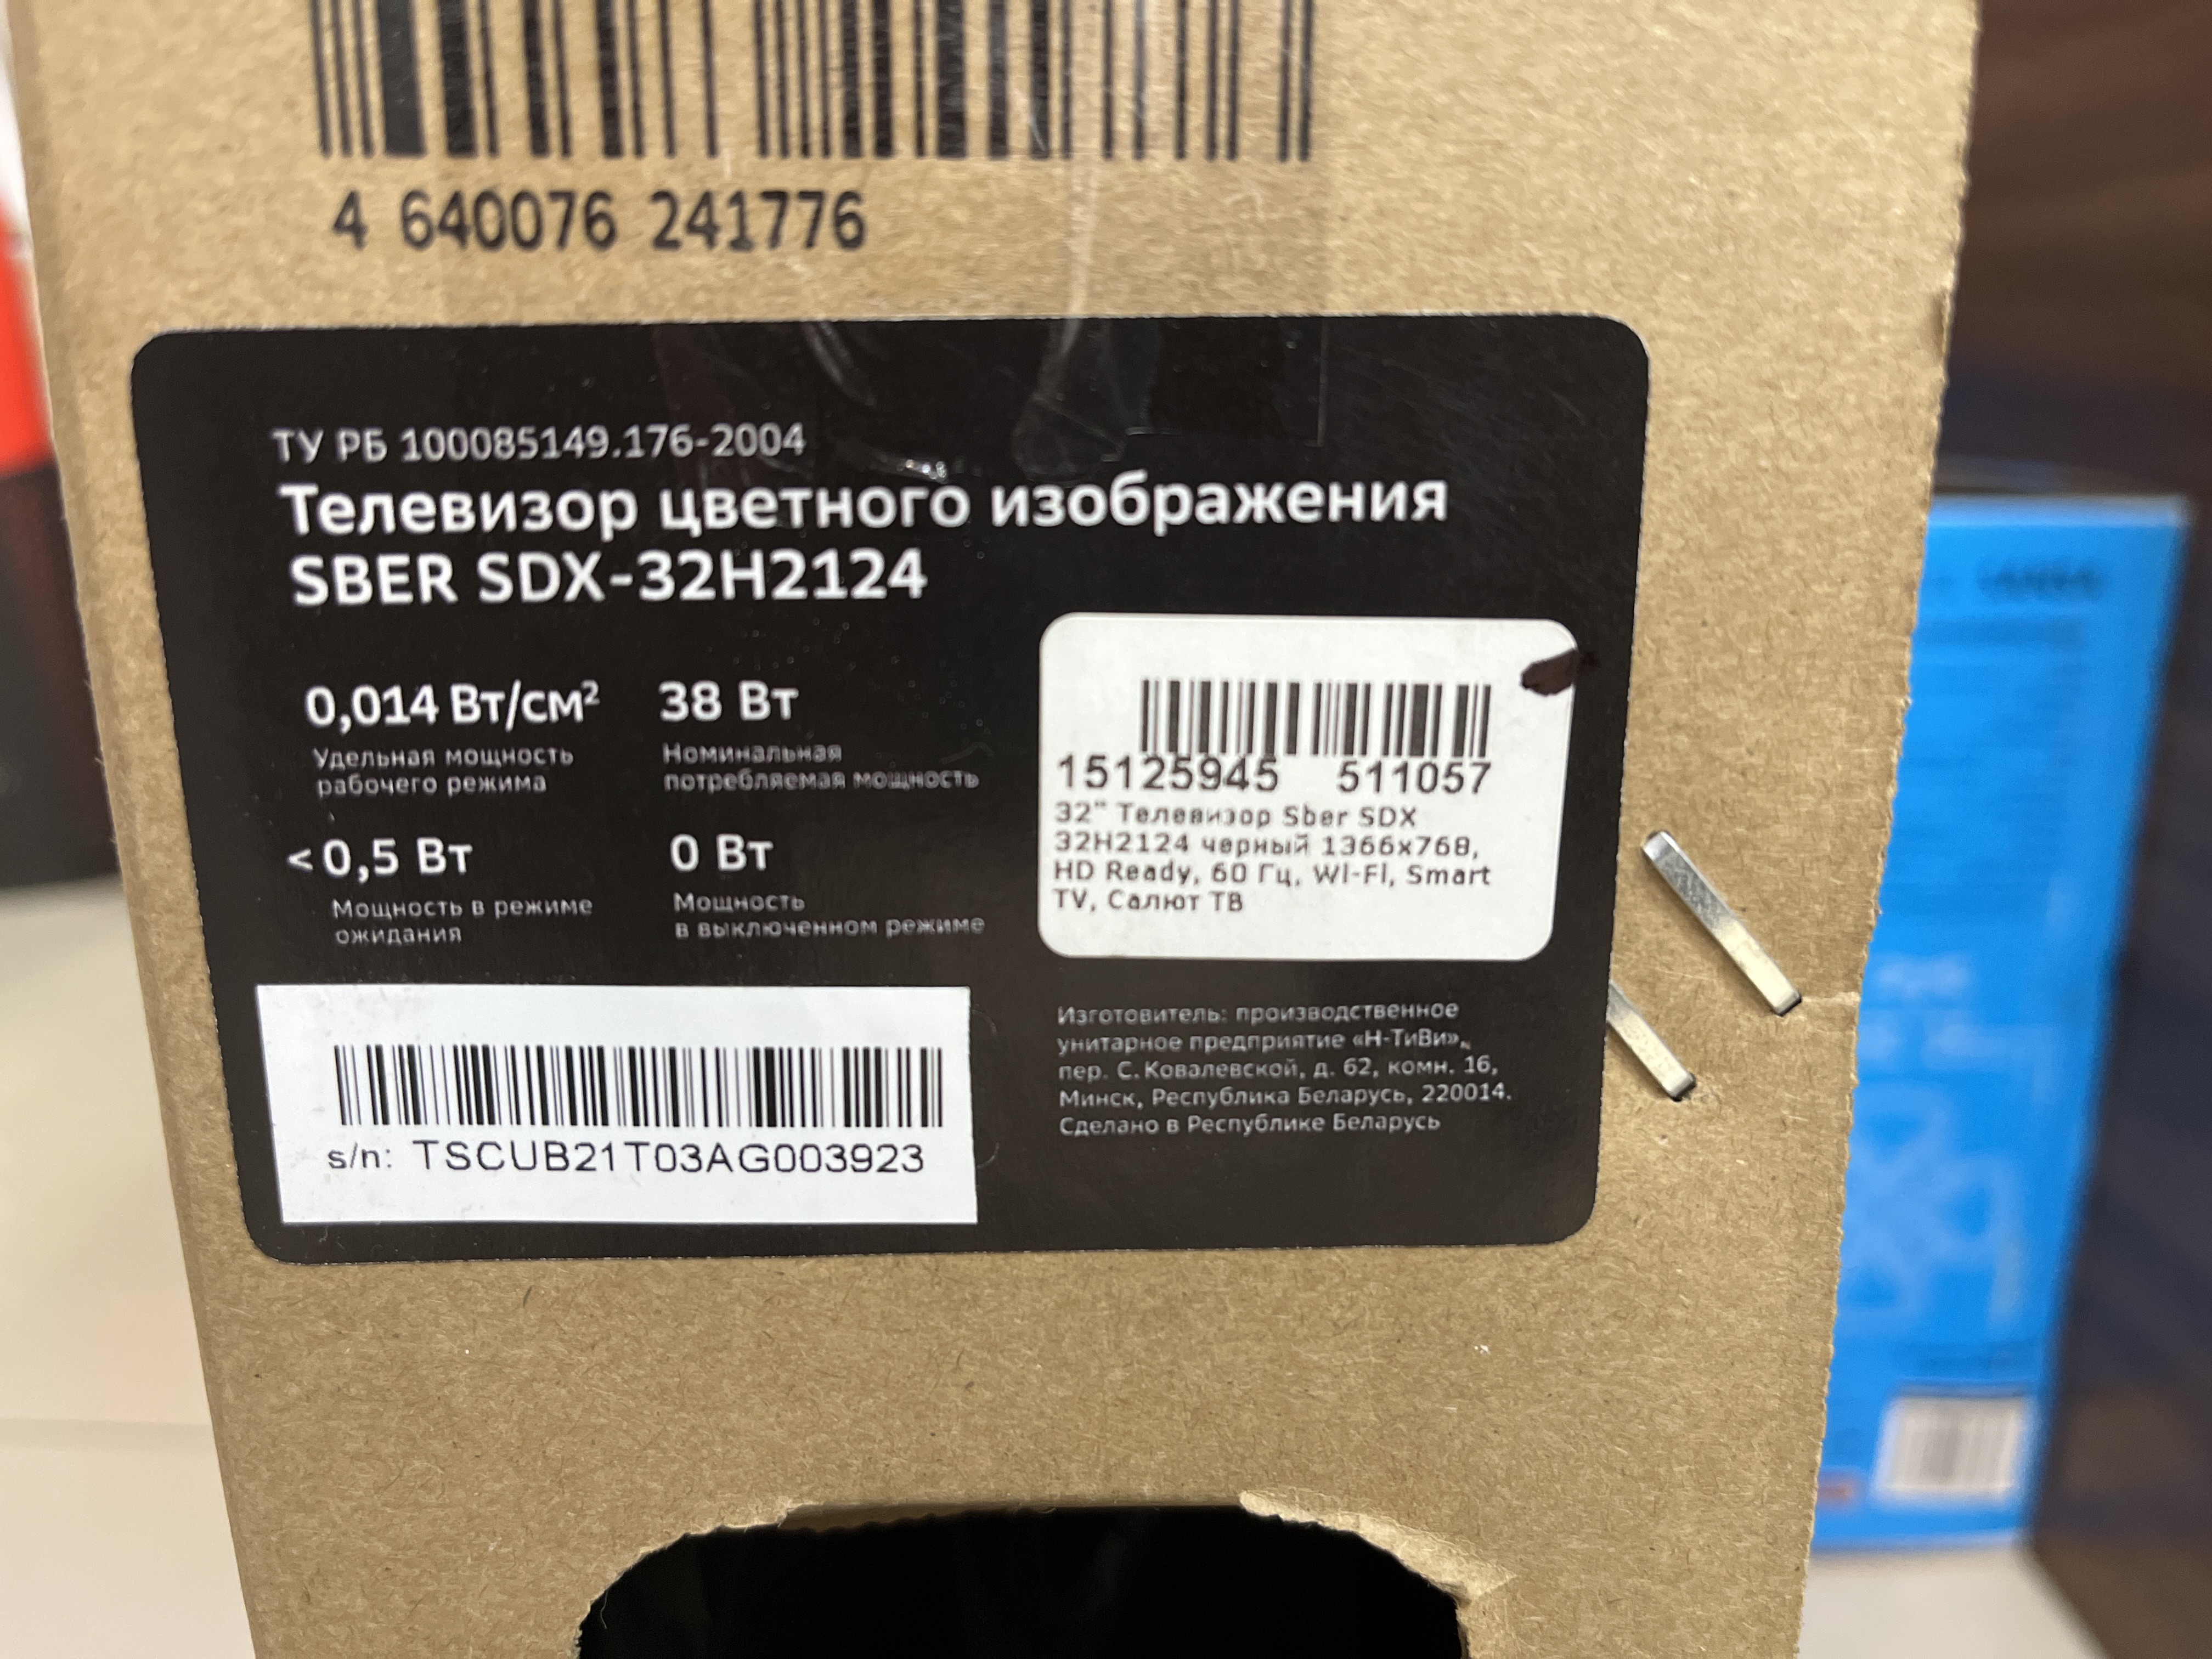 4 640076 241776
ТУ РБ 100085149.176-2004
Телевизор цветного изображения
SBER SDX-32H2124
0,014 Вт/см²
Удельная мощность
рабочего режима
38 Вт
Номинальная
потребляемая мощность
< 0,5 Вт
Мощность в режиме
ожидания
0 Вт
Мощность
в выключенном режиме
15125945 511057
32" Телевизор Sber SDX
32H2124 черный 1366x768,
HD Ready, 60 Гц, Wi-Fi, Smart
TV, Салют ТВ
s/n: TSCUB21T03AG003923
Изготовитель: производственное
унитарное предприятие «Н-ТиВи»,
пер. С. Ковалевской, д. 62, комн. 16,
Минск, Республика Беларусь, 220014.
Сделано в Республике Беларусь